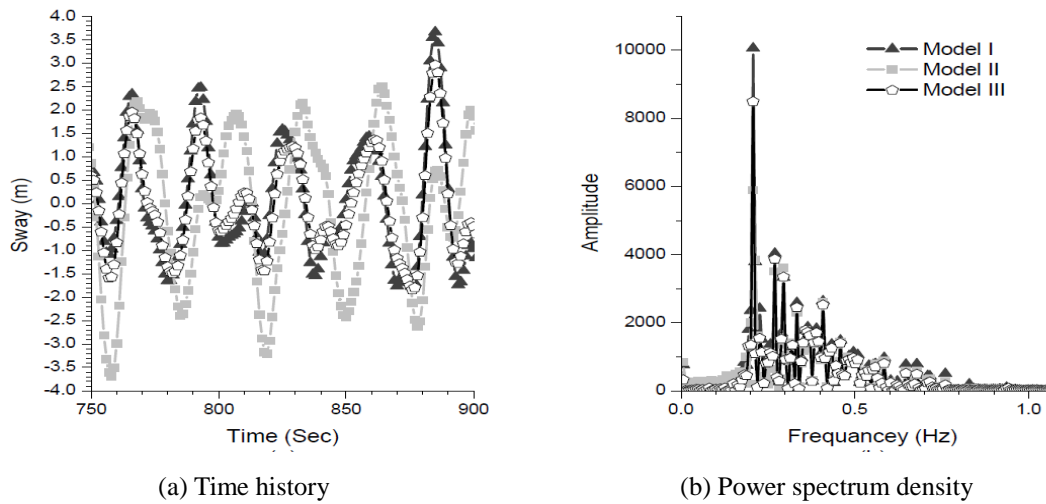 4.0
3.5
3.0
2.5
2.0
1.5
1.0
0.5
0.0
-0.5
-1.0
-1.5
-2.0
-2.5
-3.0
-3.5
-4.0
Sway (m)
750 800 850 900
Time (Sec)
10000
8000
6000
4000
2000
0
Amplitude
Model I
Model II
Model III
0.0 0.5 1.0
Frequancey (Hz)
(a) Time history
(b) Power spectrum density